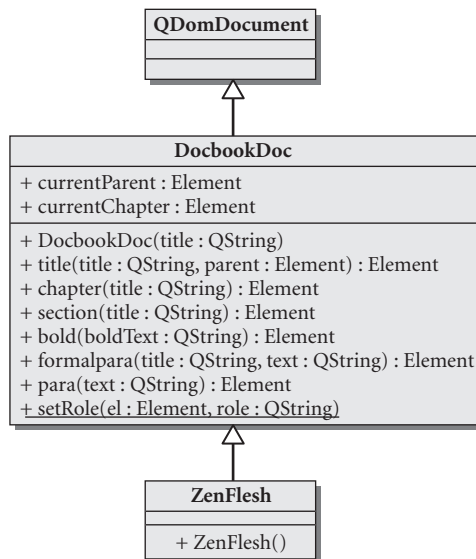 QDomDocument
DocbookDoc
+ currentParent : Element
+ currentChapter : Element
+ DocbookDoc(title : QString)
+ title(title : QString, parent : Element) : Element
+ chapter(title : QString) : Element
+ section(title : QString) : Element
+ bold(boldText : QString) : Element
+ formalpara(title : QString, text : QString) : Element
+ para(text : QString) : Element
+ setRole(el : Element, role : QString)
ZenFlesh
+ ZenFlesh()